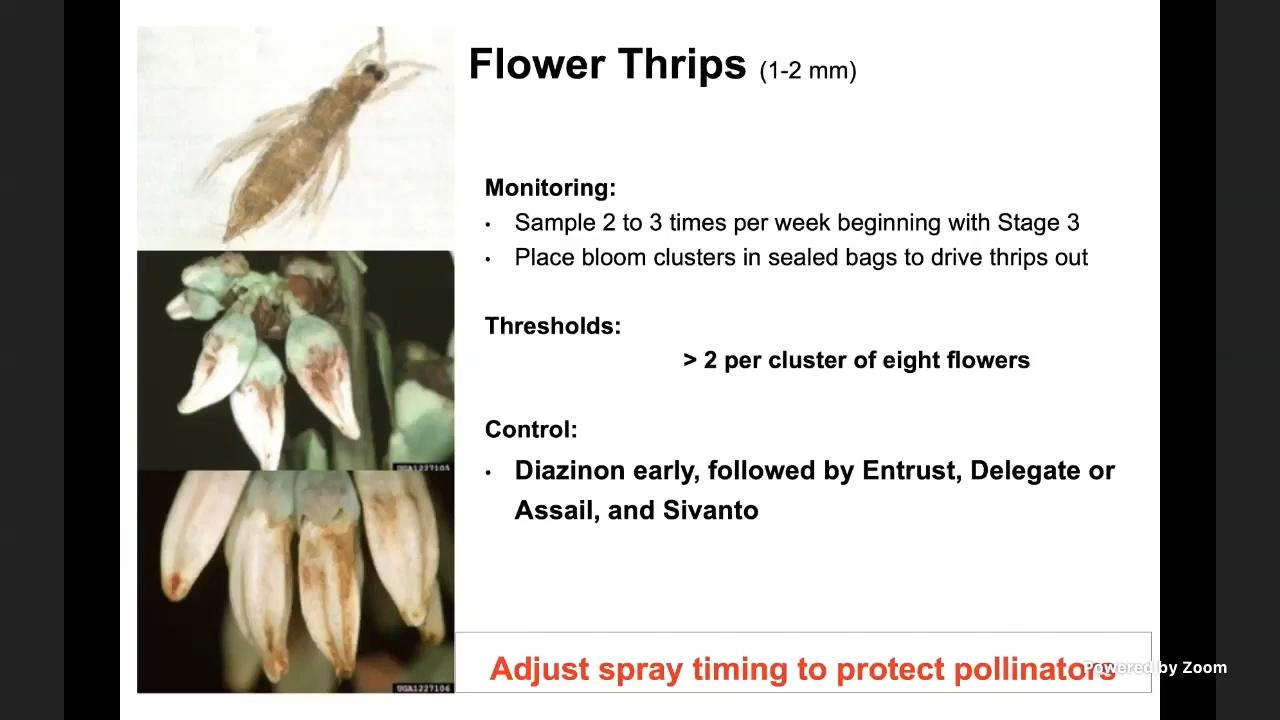 Flower Thrips (1-2 mm)
Monitoring:
· Sample 2 to 3 times per week beginning with Stage 3
· Place bloom clusters in sealed bags to drive thrips out
Thresholds:
> 2 per cluster of eight flowers
Control:
· Diazinon early, followed by Entrust, Delegate or
Assail, and Sivanto
UGA1227105
UGA1227106
Adjust spray timing to protect pollinators
Powered by Zoom